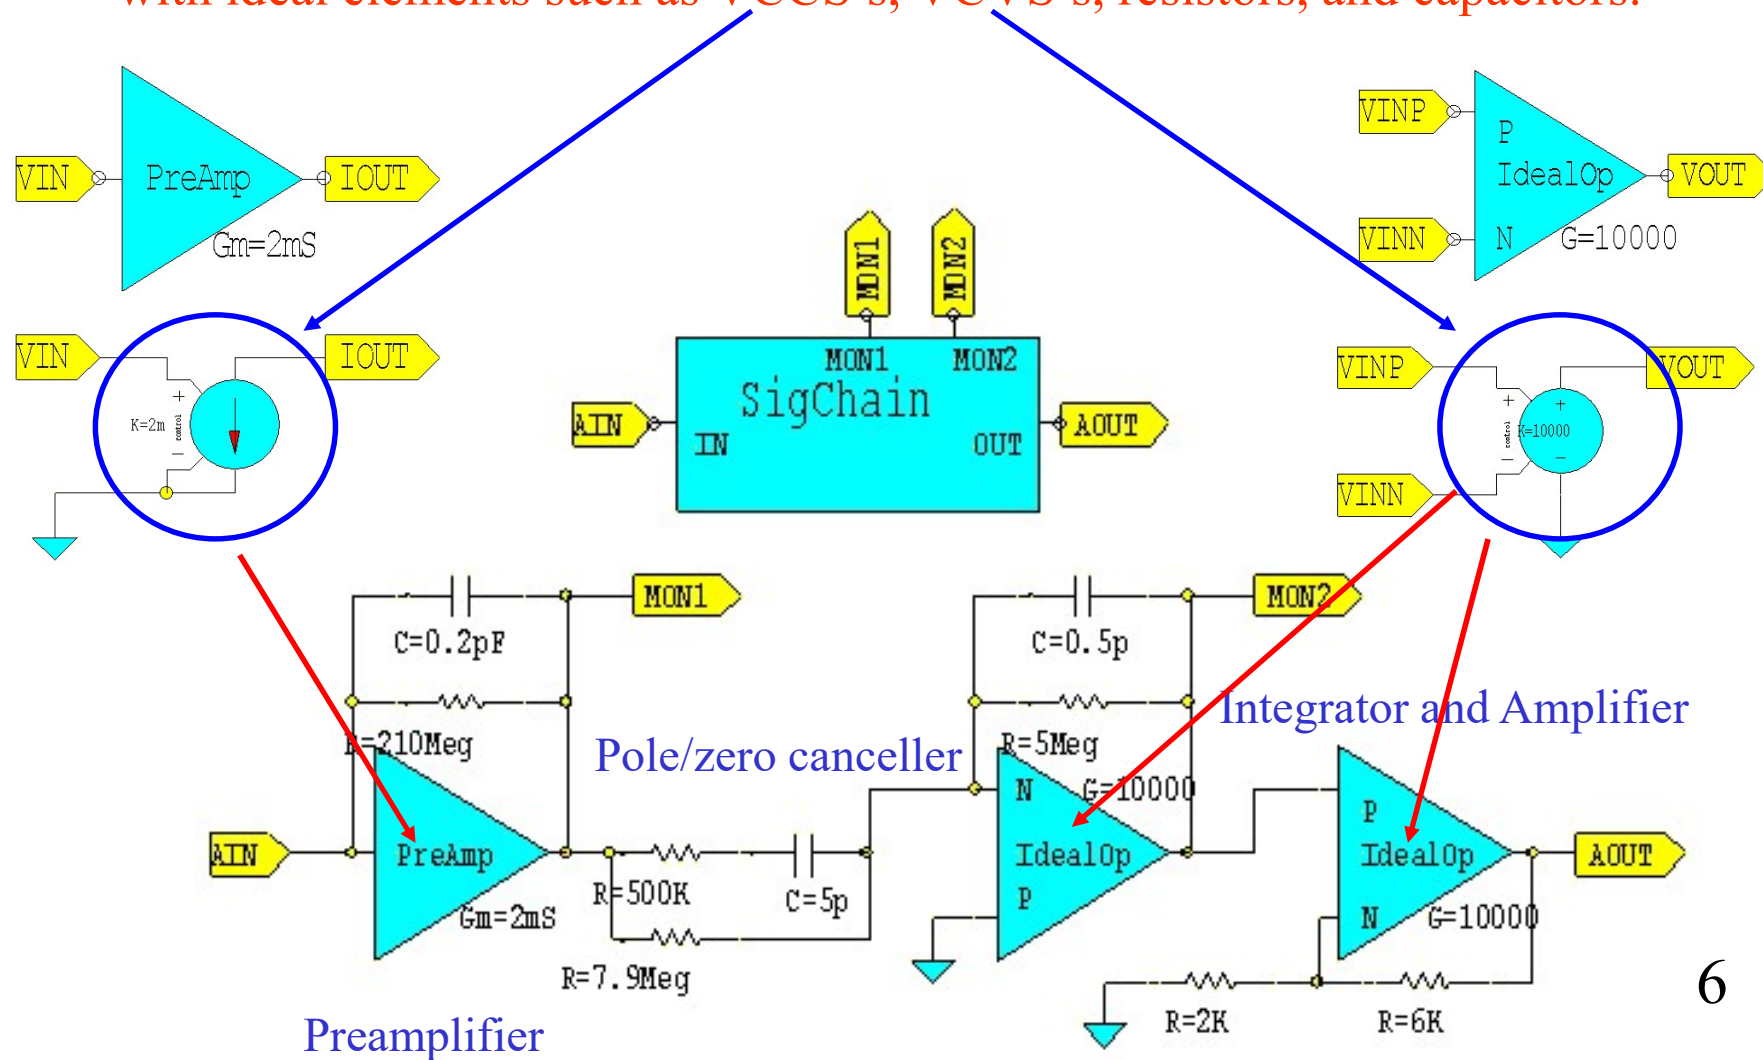 with ideal elements such as VCCS's, VCVS's, resistors, and capacitors.
VIN
PreAmp
IOUT
Gm=2mS
VINP
P
IdealOp
VOUT
VINN
N
G=10000
VIN
IOUT
+
K=2m
control
−
MON1
MON2
MON1
MON2
SigChain
AIN
IN
OUT
AOUT
VINP
VOUT
+
+
control
K=10000
−
−
VINN
MON1
C=0.2pF
R=210Meg
MON2
C=0.5p
R=5Meg
Integrator and Amplifier
Pole/zero canceller
AIN
PreAmp
Gm=2mS
R=500K
C=5p
R=7.9Meg
N
G=10000
IdealOp
P
P
IdealOp
AOUT
N
G=10000
R=2K
R=6K
Preamplifier
6